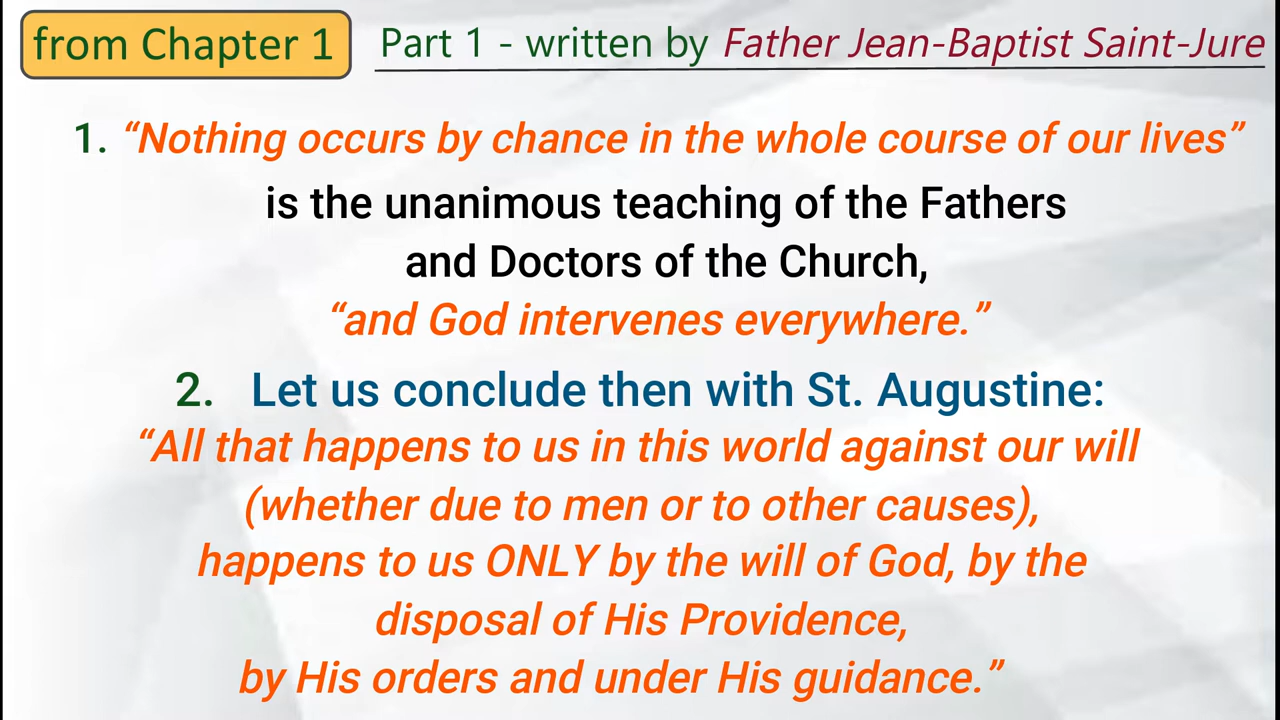 from Chapter 1 Part 1 - written by Father Jean-Baptist Saint-Jure
1. “Nothing occurs by chance in the whole course of our lives”
is the unanimous teaching of the Fathers
and Doctors of the Church,
“and God intervenes everywhere.”
2. Let us conclude then with St. Augustine:
“All that happens to us in this world against our will
(whether due to men or to other causes),
happens to us ONLY by the will of God, by the
disposal of His Providence,
by His orders and under His guidance.”